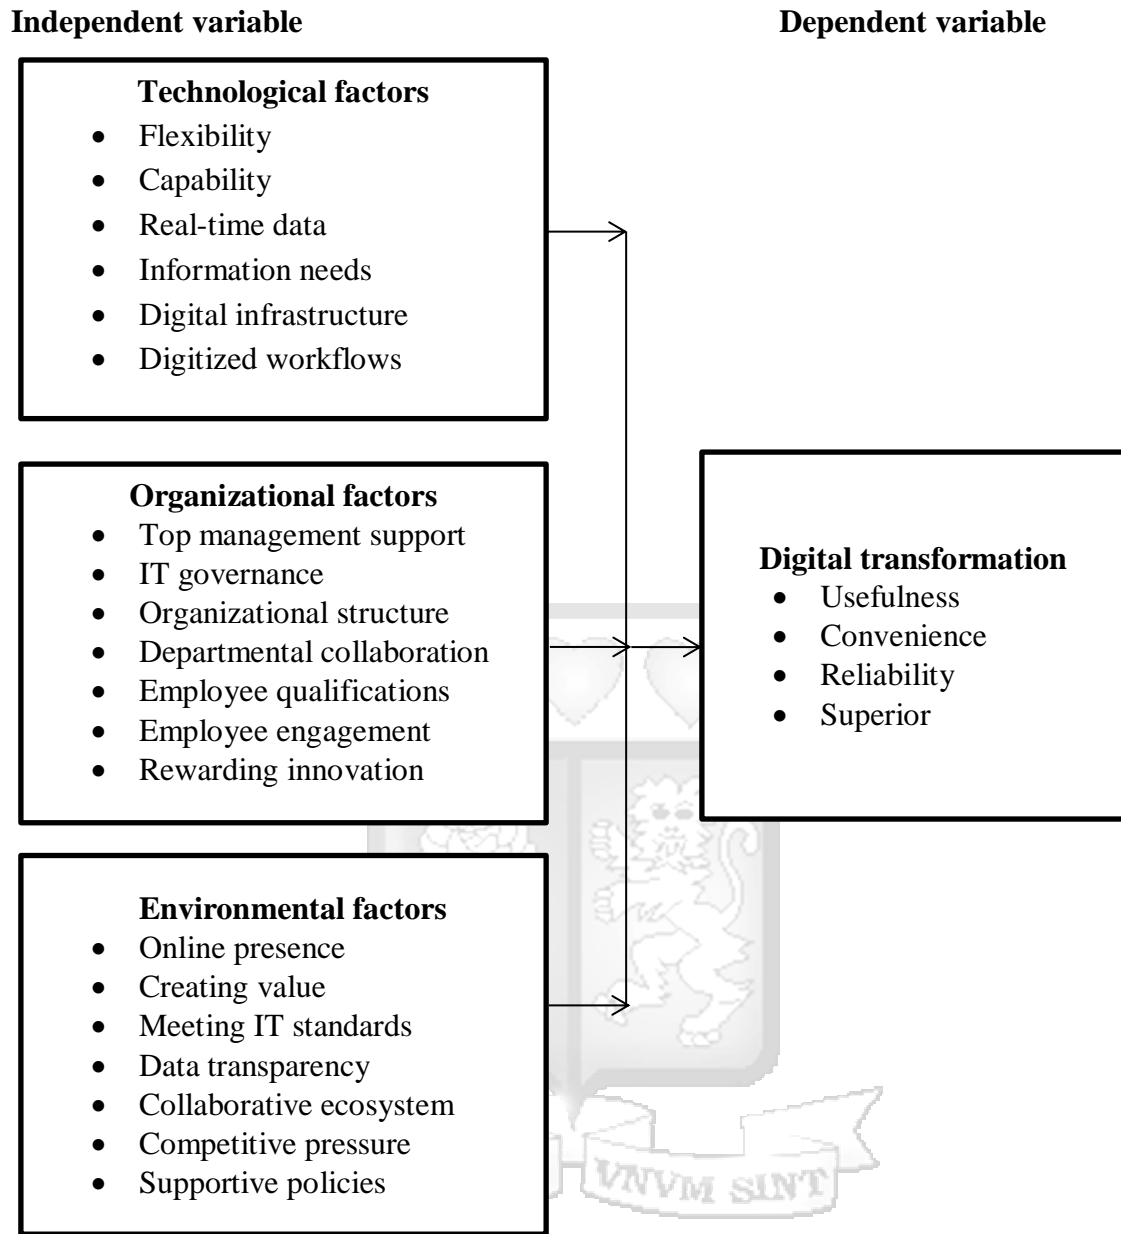 Independent variable
Dependent variable
Technological factors
• Flexibility
• Capability
• Real-time data
• Information needs
• Digital infrastructure
• Digitized workflows
Organizational factors
• Top management support
• IT governance
• Organizational structure
• Departmental collaboration
• Employee qualifications
• Employee engagement
• Rewarding innovation
Digital transformation
• Usefulness
• Convenience
• Reliability
• Superior
Environmental factors
• Online presence
• Creating value
• Meeting IT standards
• Data transparency
• Collaborative ecosystem
• Competitive pressure
• Supportive policies
VNVM SINT